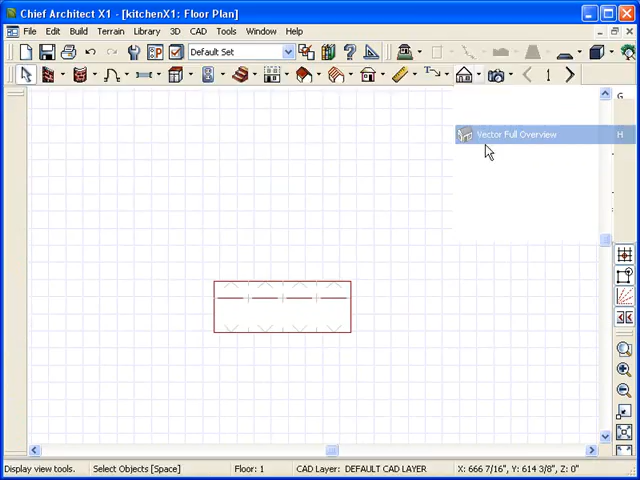 Chief Architect X1 - [kitchenX1: Floor Plan]
File Edit Build Terrain Library 3D CAD Tools Window Help
Default Set
1
G
Vector Full Overview H
Display view tools. Select Objects [Space] Floor: 1 CAD Layer: DEFAULT CAD LAYER X: 666 7/16", Y: 614 3/8", Z: 0"